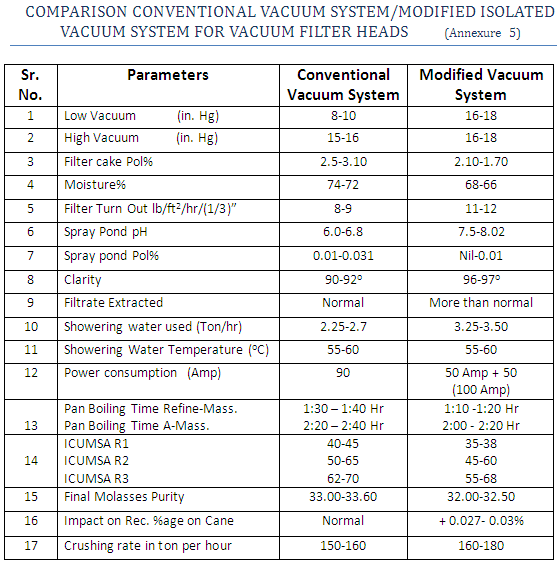 COMPARISON CONVENTIONAL VACUUM SYSTEM/MODIFIED ISOLATED
VACUUM SYSTEM FOR VACUUM FILTER HEADS (Annexure 5)
Sr. No. Parameters Conventional Vacuum System Modified Vacuum System
1 Low Vacuum (in. Hg) 8-10 16-18
2 High Vacuum (in. Hg) 15-16 16-18
3 Filter cake Pol% 2.5-3.10 2.10-1.70
4 Moisture% 74-72 68-66
5 Filter Turn Out lb/ft²/hr/(1/3)” 8-9 11-12
6 Spray Pond pH 6.0-6.8 7.5-8.02
7 Spray pond Pol% 0.01-0.031 Nil-0.01
8 Clarity 90-92° 96-97°
9 Filtrate Extracted Normal More than normal
10 Showering water used (Ton/hr) 2.25-2.7 3.25-3.50
11 Showering Water Temperature (°C) 55-60 55-60
12 Power consumption (Amp) 90 50 Amp + 50
(100 Amp)
Pan Boiling Time Refine-Mass. 1:30 – 1:40 Hr 1:10 -1:20 Hr
13 Pan Boiling Time A-Mass. 2:20 – 2:40 Hr 2:00 - 2:20 Hr
ICUMSA R1 40-45 35-38
14 ICUMSA R2 50-65 45-60
ICUMSA R3 62-70 55-68
15 Final Molasses Purity 33.00-33.60 32.00-32.50
16 Impact on Rec. %age on Cane Normal + 0.027- 0.03%
17 Crushing rate in ton per hour 150-160 160-180